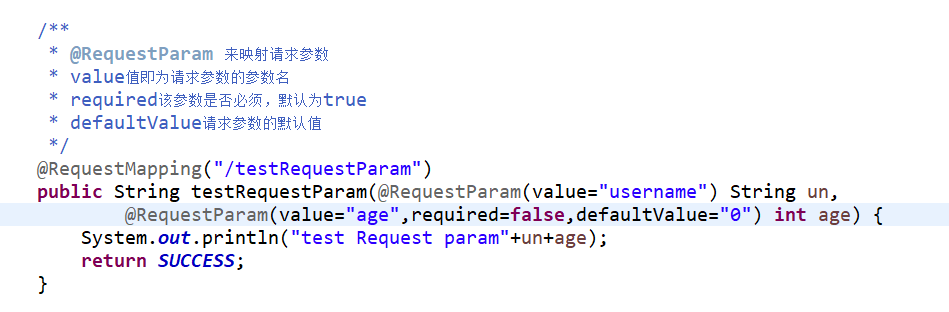 /**
 * @RequestParam 来映射请求参数
 * value值即为请求参数的参数名
 * required该参数是否必须，默认为true
 * defaultValue请求参数的默认值
 */
@RequestMapping("/testRequestParam")
public String testRequestParam(@RequestParam(value="username") String un,
        @RequestParam(value="age",required=false,defaultValue="0") int age) {
    System.out.println("test Request param"+un+age);
    return SUCCESS;
}